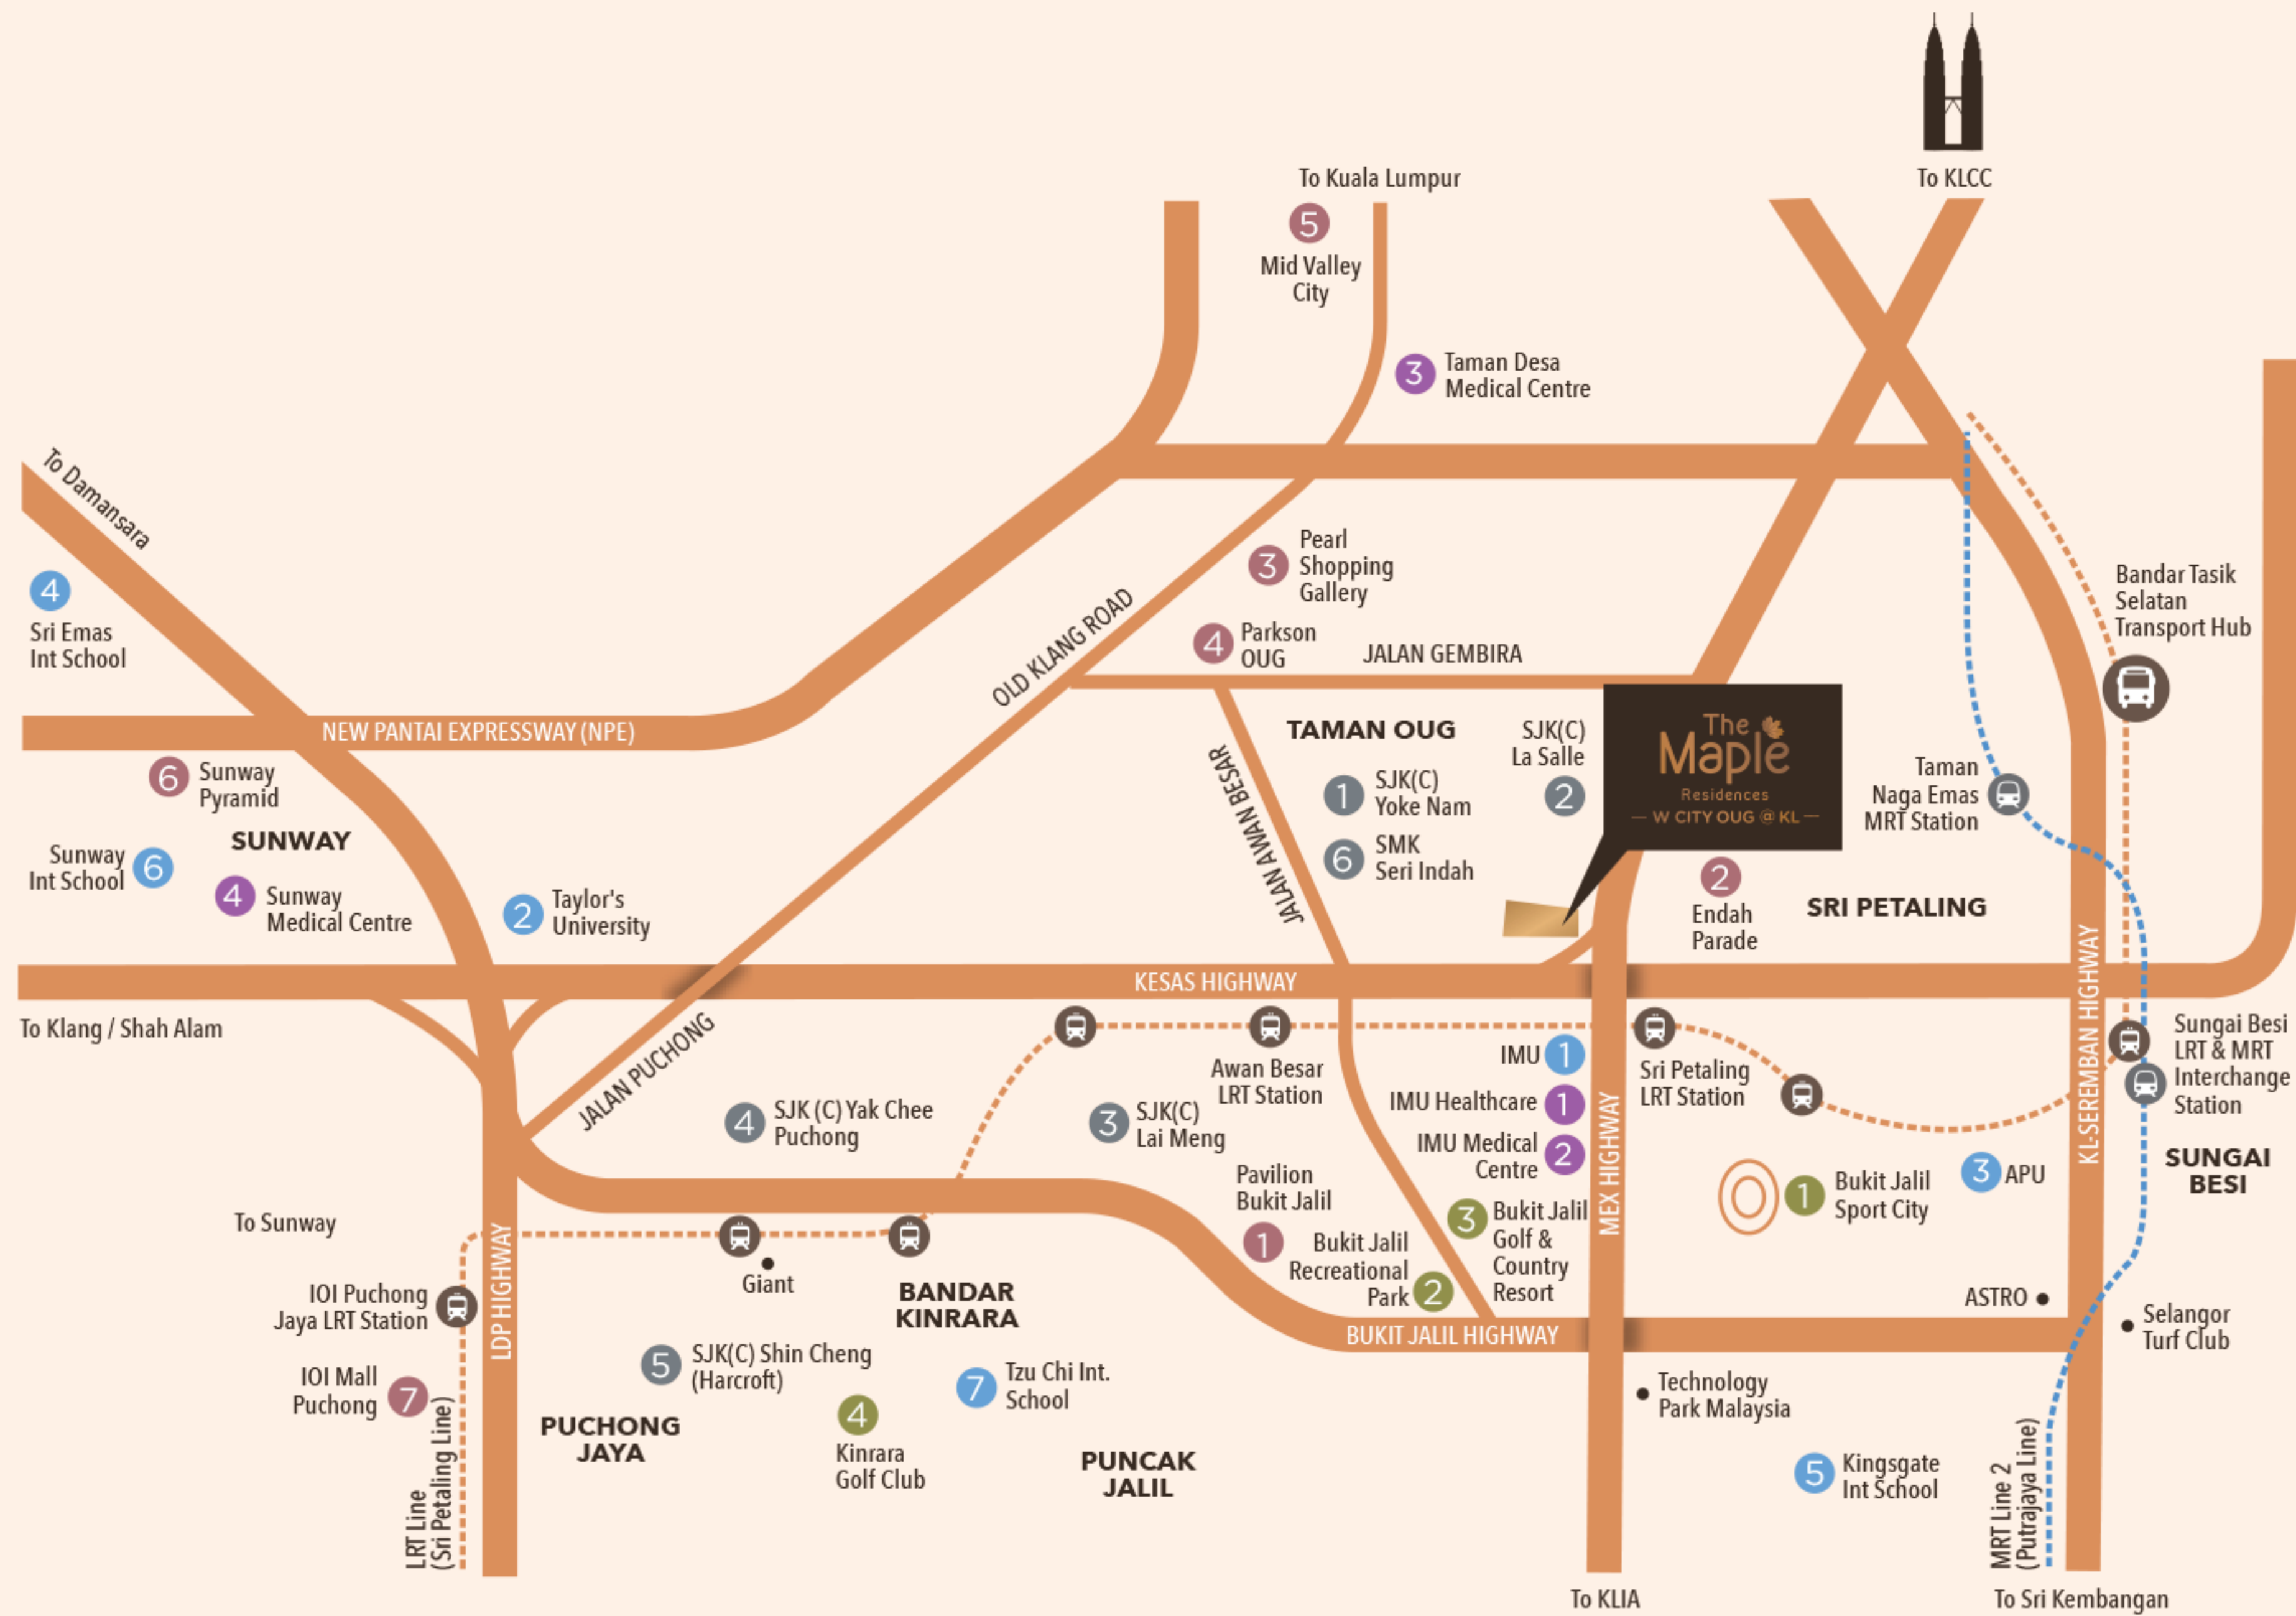 To KLCC
To Kuala Lumpur
5
Mid Valley
City
3
Taman Desa
Medical Centre
To Damansara
4
Sri Emas
Int School
NEW PANTAI EXPRESSWAY (NPE)
OLD KLANG ROAD
3
Pearl
Shopping
Gallery
4
Parkson
OUG
JALAN GEMBIRA
Bandar Tasik
Selatan
Transport Hub
6
Sunway
Pyramid
SUNWAY
Sunway
Int School
6
4
Sunway
Medical Centre
2
Taylor's
University
JALAN AWAN BESAR
TAMAN OUG
1
SJK(C)
Yoke Nam
6
SMK
Seri Indah
SJK(C)
La Salle
2
The
Maple
Residences
— W CITY OUG @ KL —
2
Endah
Parade
SRI PETALING
Taman
Naga Emas
MRT Station
KESAS HIGHWAY
To Klang / Shah Alam
JALAN PUCHONG
4
SJK (C) Yak Chee
Puchong
3
SJK(C)
Lai Meng
Awan Besar
LRT Station
IMU
1
IMU Healthcare
1
IMU Medical
Centre
2
MEX HIGHWAY
Sri Petaling
LRT Station
KL-SEREMBAN HIGHWAY
Sungai Besi
LRT & MRT
Interchange
Station
SUNGAI
BESI
1
Bukit Jalil
Sport City
3
APU
Pavilion
Bukit Jalil
1
Bukit Jalil
Recreational
Park
2
3
Bukit Jalil
Golf &
Country
Resort
BUKIT JALIL HIGHWAY
ASTRO
Selangor
Turf Club
To Sunway
LDP HIGHWAY
IOI Puchong
Jaya LRT Station
IOI Mall
Puchong
7
LRT Line
(Sri Petaling Line)
Giant
BANDAR
KINRARA
5
SJK(C) Shin Cheng
(Harcroft)
PUCHONG
JAYA
4
Kinrara
Golf Club
7
Tzu Chi Int.
School
PUNCAK
JALIL
Technology
Park Malaysia
5
Kingsgate
Int School
MRT Line 2
(Putrajaya Line)
To KLIA
To Sri Kembangan